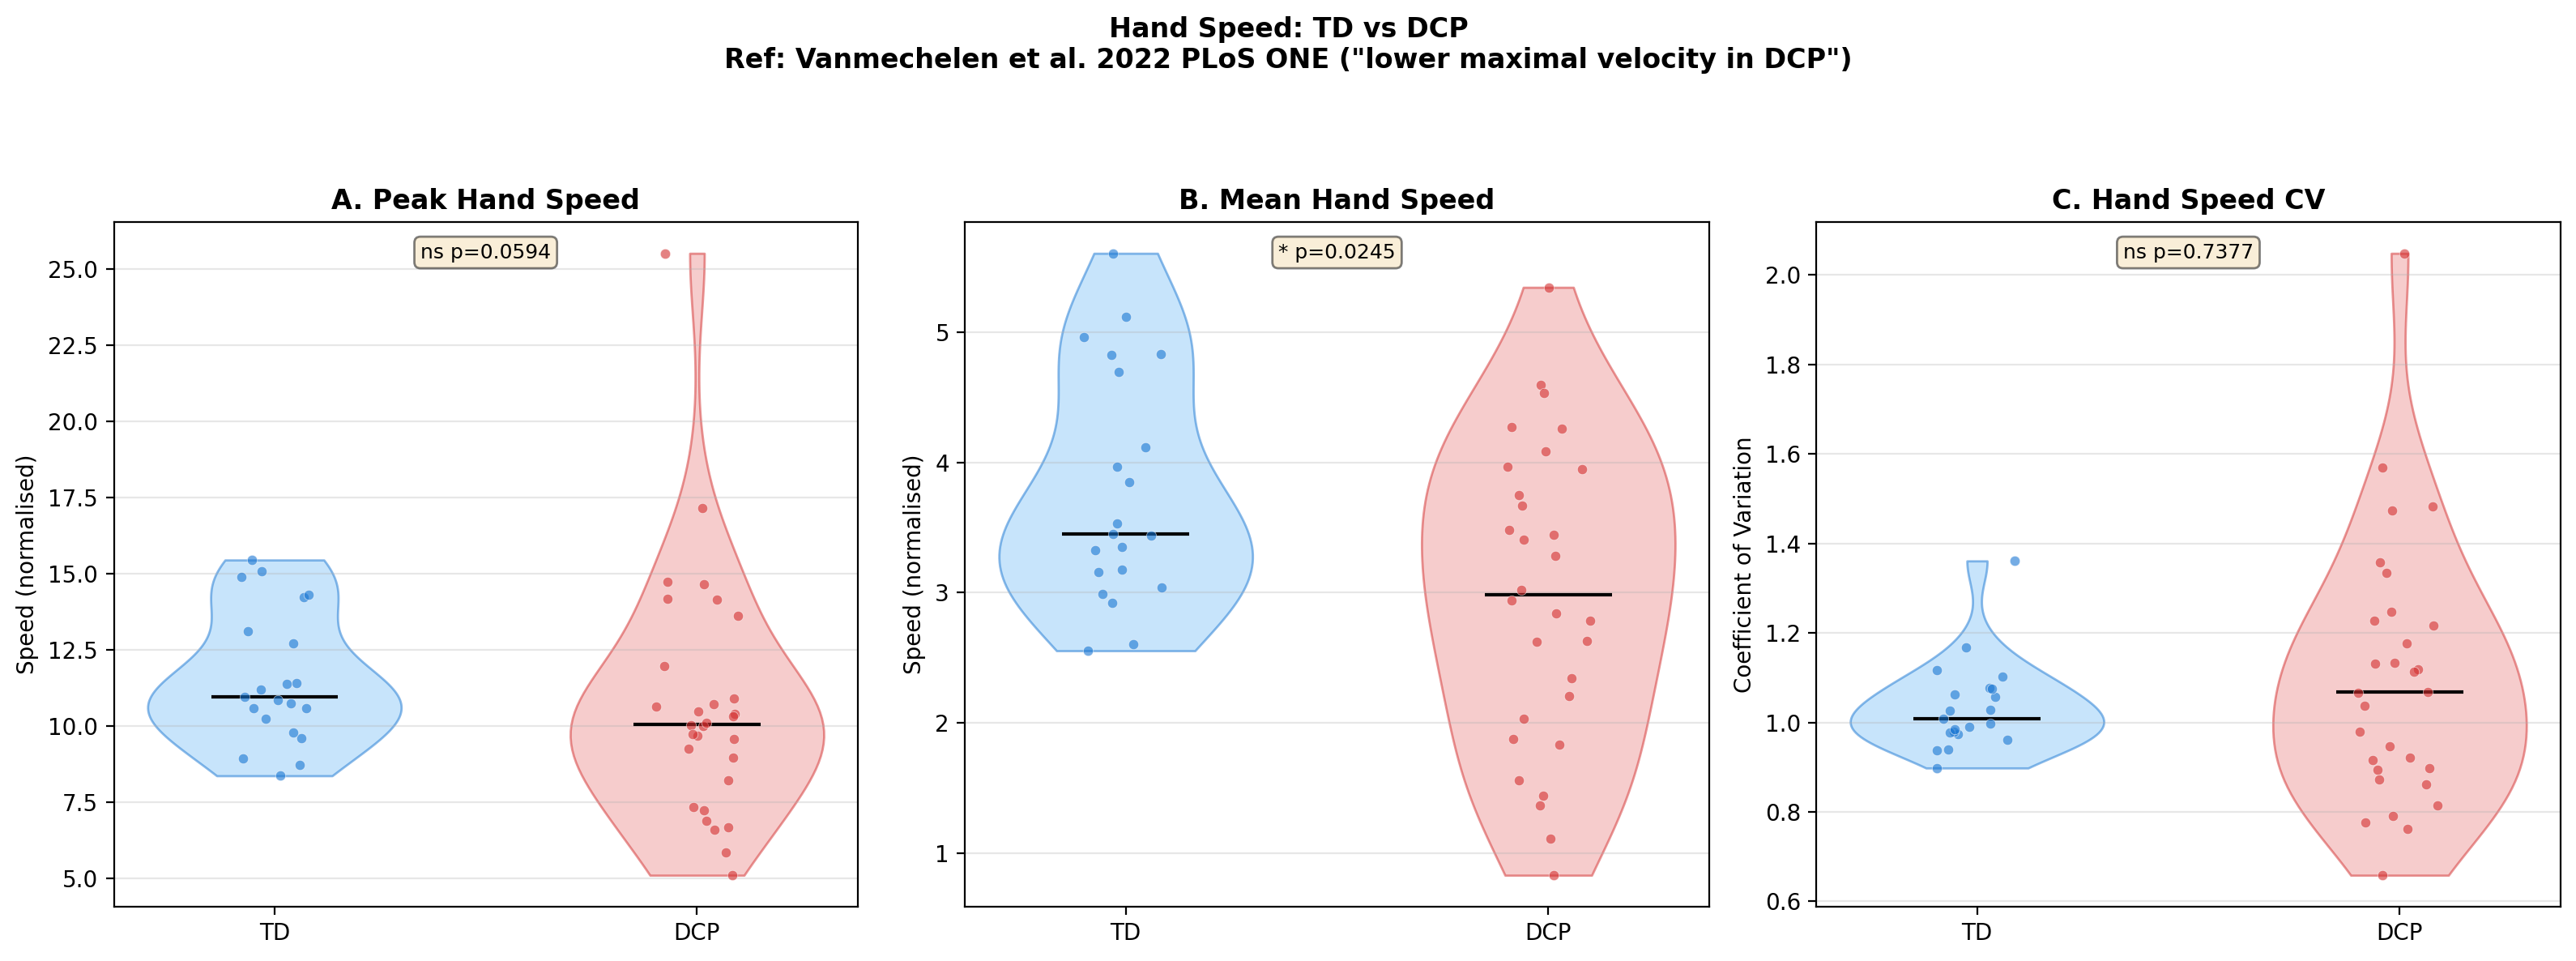 Hand Speed: TD vs DCP
Ref: Vanmechelen et al. 2022 PLoS ONE ("lower maximal velocity in DCP")
A. Peak Hand Speed
ns p=0.0594
Speed (normalised)
25.0
22.5
20.0
17.5
15.0
12.5
10.0
7.5
5.0
TD
DCP
B. Mean Hand Speed
* p=0.0245
Speed (normalised)
5
4
3
2
1
TD
DCP
C. Hand Speed CV
ns p=0.7377
Coefficient of Variation
2.0
1.8
1.6
1.4
1.2
1.0
0.8
0.6
TD
DCP